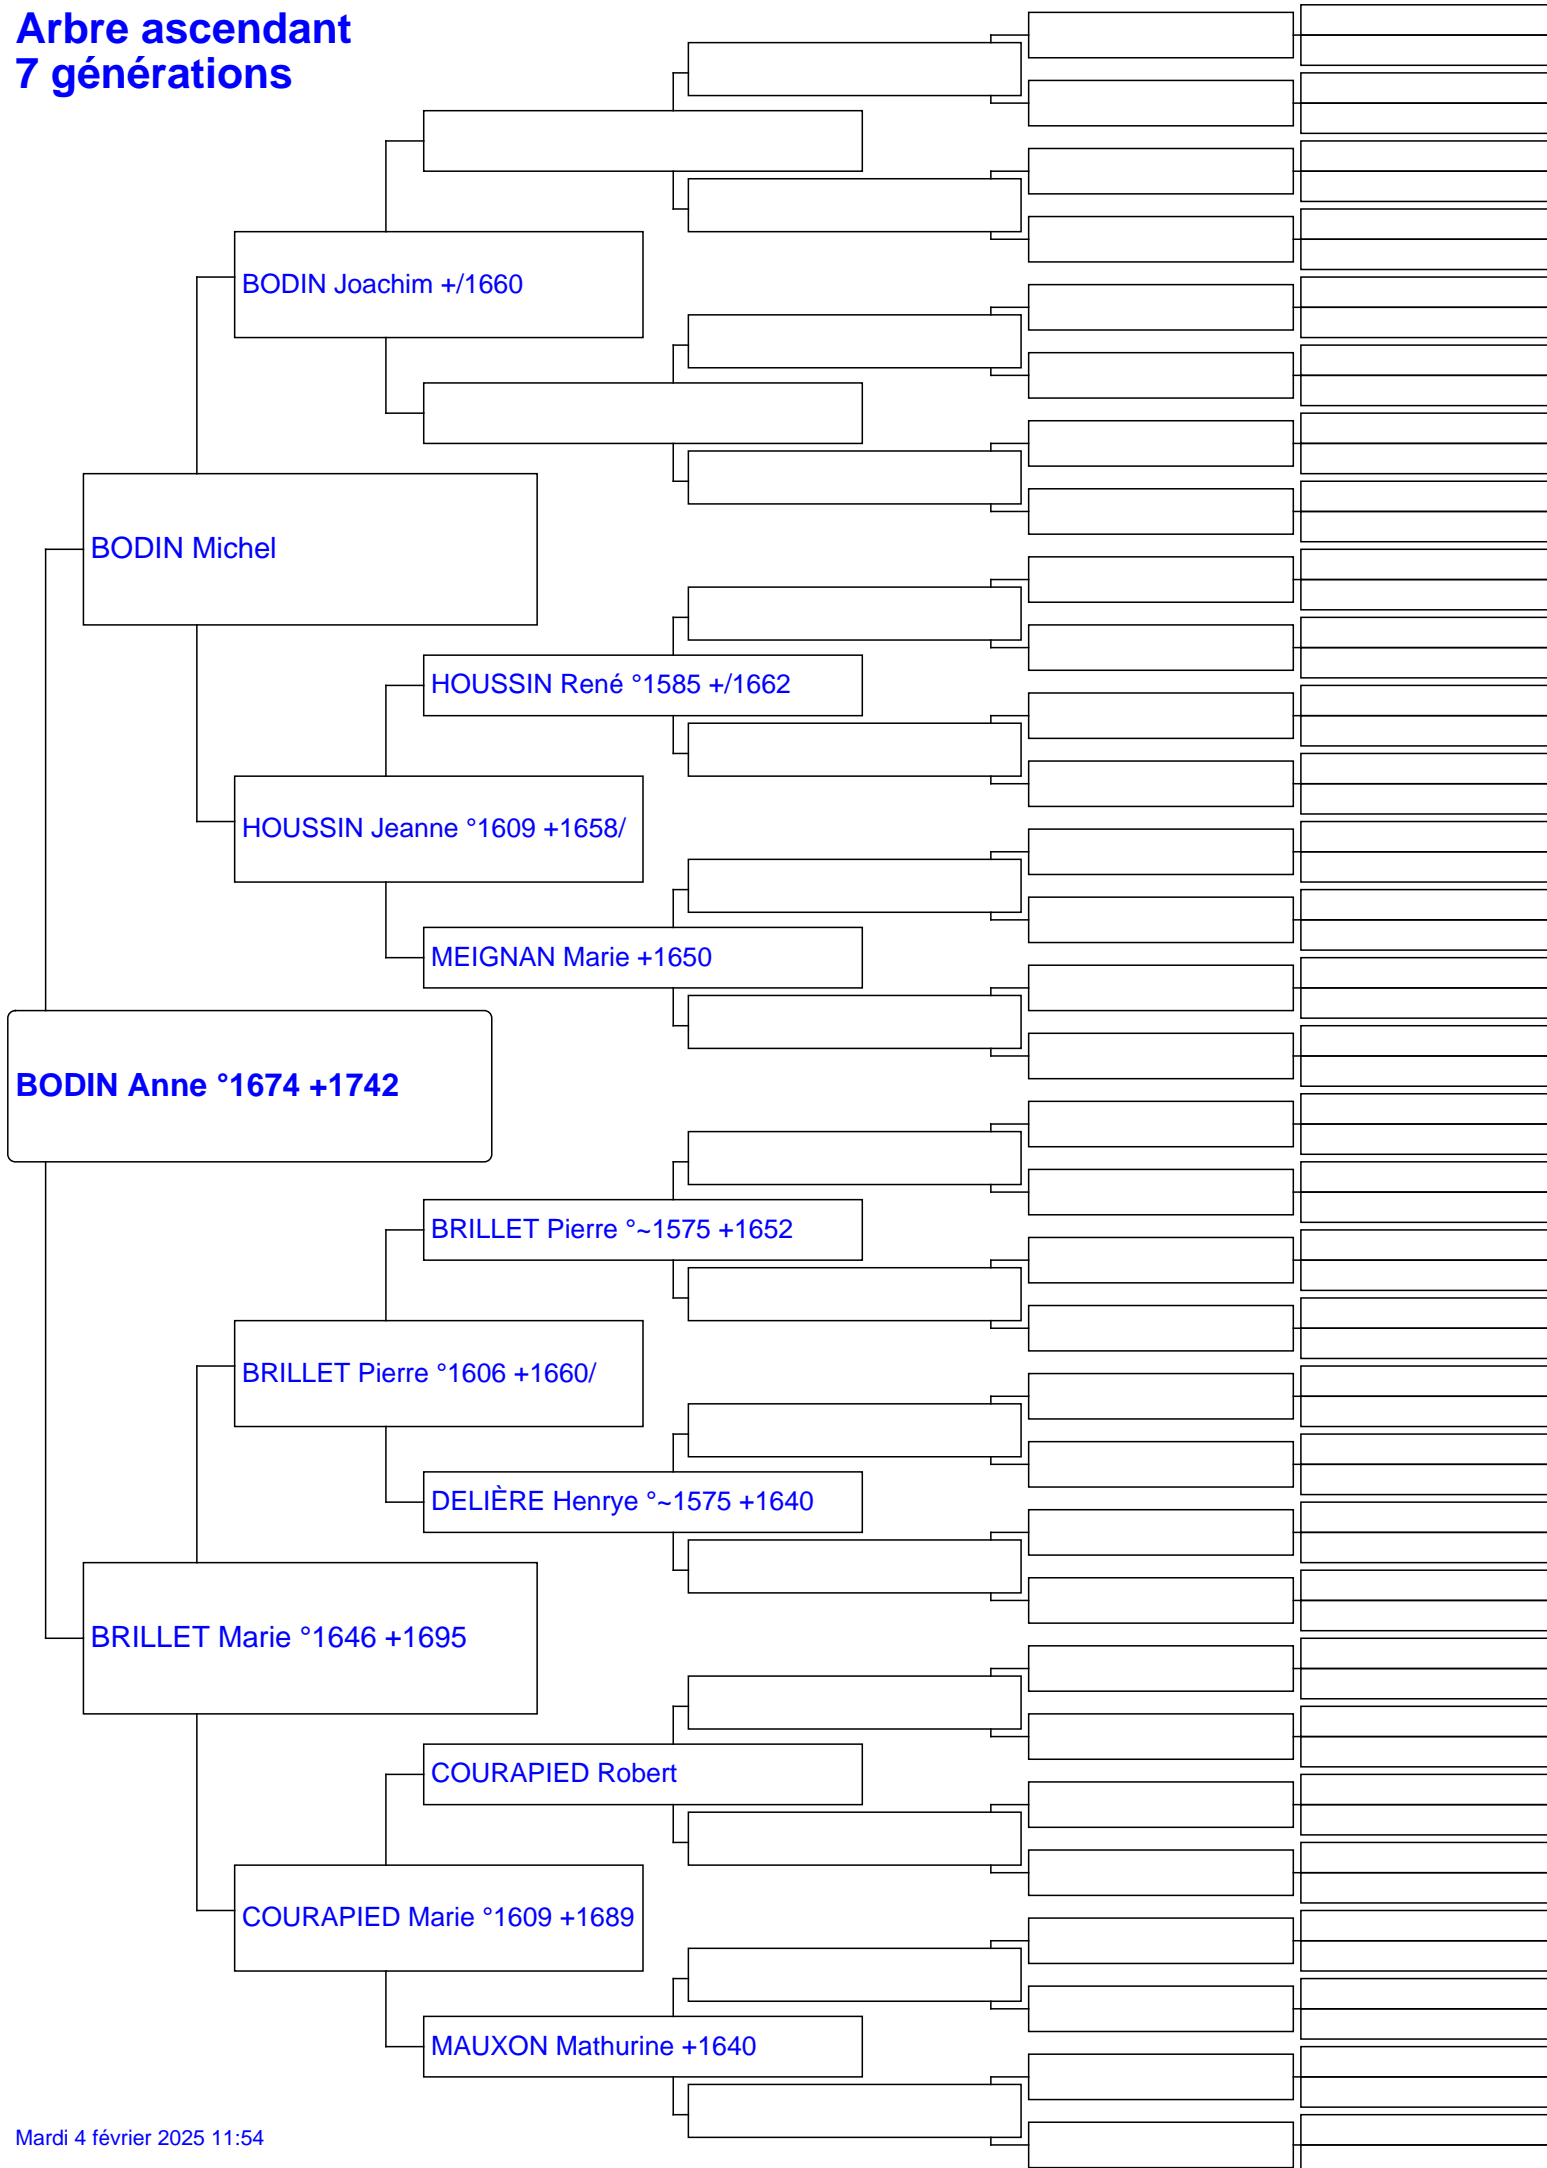 Arbre ascendant
7 générations
BODIN Joachim +/1660
BODIN Michel
HOUSSIN René °1585 +/1662
HOUSSIN Jeanne °1609 +1658/
MEIGNAN Marie +1650
BODIN Anne °1674 +1742
BRILLET Pierre °~1575 +1652
BRILLET Pierre °1606 +1660/
DELIÈRE Henrye °~1575 +1640
BRILLET Marie °1646 +1695
COURAPIED Robert
COURAPIED Marie °1609 +1689
MAUXON Mathurine +1640
Mardi 4 février 2025 11:54